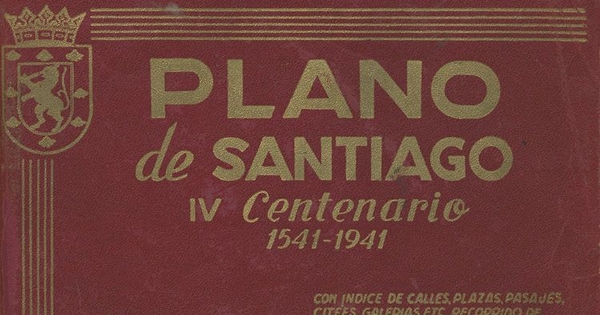 PLANO
de SANTIAGO
IV Centenario
1541-1941
CON INDICE DE CALLES, PLAZAS, PASAJES,
CITÉES, GALERIAS ETC. RECORRIDO DE